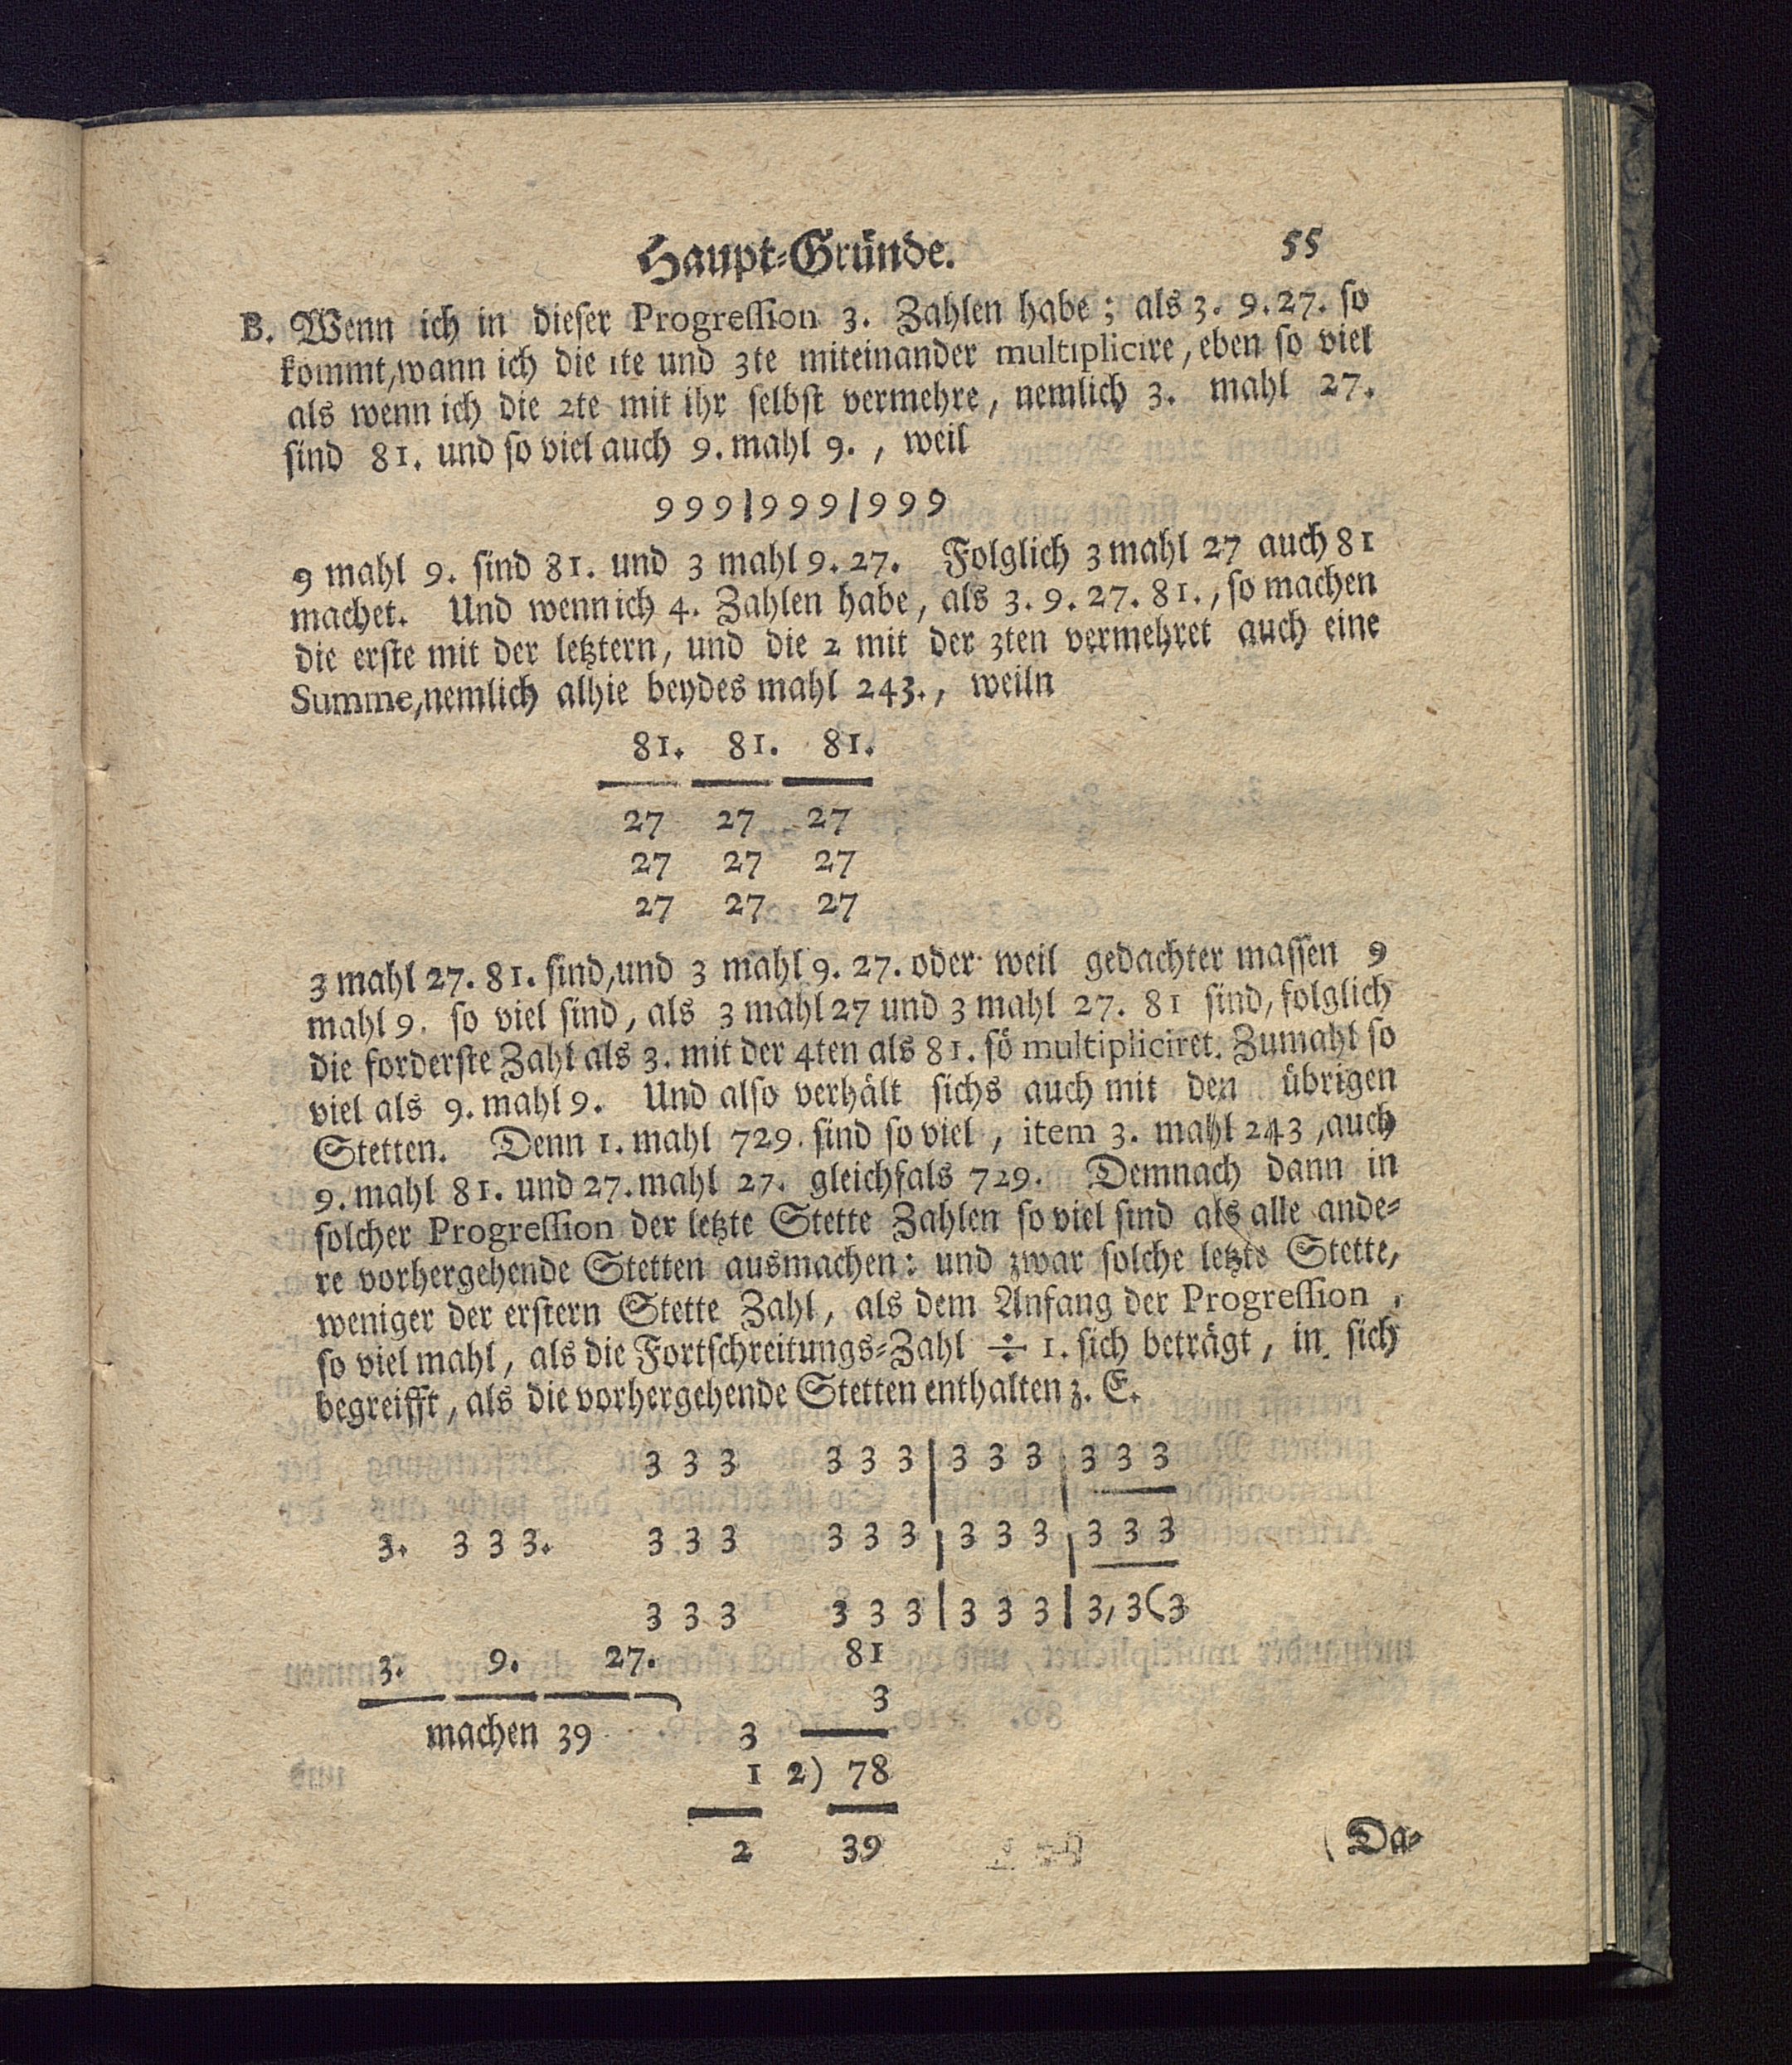 Haupt-Gründe. 55
B. Wenn ich in dieser Progression 3. Zahlen habe; als 3. 9. 27. so
kommt, wann ich die 1te und 3te miteinander multiplicire, eben so viel
als wenn ich die 2te mit ihr selbst vermehre, nemlich 3. mahl 27.
sind 81. und so viel auch 9. mahl 9. , weil
9 9 9 | 9 9 9 | 9 9 9
9 mahl 9. sind 81. und 3 mahl 9. 27. Folglich 3 mahl 27 auch 81
machet. Und wenn ich 4. Zahlen habe, als 3. 9. 27. 81., so machen
die erste mit der letztern, und die 2 mit der 3ten vermehret auch eine
Summe, nemlich alhie beydes mahl 243., weiln
81. 81. 81.
27 27 27
27 27 27
27 27 27
3 mahl 27. 81. sind, und 3 mahl 9. 27. oder weil gedachter massen 9
mahl 9. so viel sind, als 3 mahl 27 und 3 mahl 27. 81 sind, folglich
die forderste Zahl als 3. mit der 4ten als 81. sö multipliciret. Zumahl so
viel als 9. mahl 9. Und also verhält sichs auch mit den übrigen
Stetten. Denn 1. mahl 729. sind so viel, item 3. mahl 243, auch
9. mahl 81. und 27. mahl 27. gleichfals 729. Demnach dann in
solcher Progression der letzte Stette Zahlen so viel sind als alle ande-
re vorhergehende Stetten ausmachen: und zwar solche letzte Stette,
weniger der erstern Stette Zahl, als dem Anfang der Progression,
so viel mahl, als die Fortschreitungs-Zahl ÷ 1. sich beträgt, in sich
begreifft, als die vorhergehende Stetten enthalten z. E.
3 3 3 3 3 3 | 3 3 3 | 3 3 3
3. 3 3 3. 3 3 3 3 3 3 | 3 3 3 | 3 3 3
3 3 3 3 3 3 | 3 3 3 | 3, 3 (3
3. 9. 27. 81
3
machen 39 3
1 2) 78
2 39
Da-